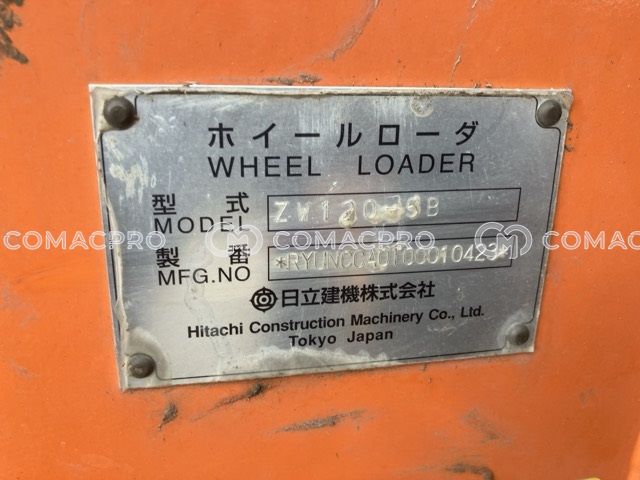 ホイールローダ
WHEEL LOADER
型式
MODEL
製番
MFG.NO
日立建機株式会社
Hitachi Construction Machinery Co., Ltd.
Tokyo Japan
COMACPRO COMACPRO COMACPRO